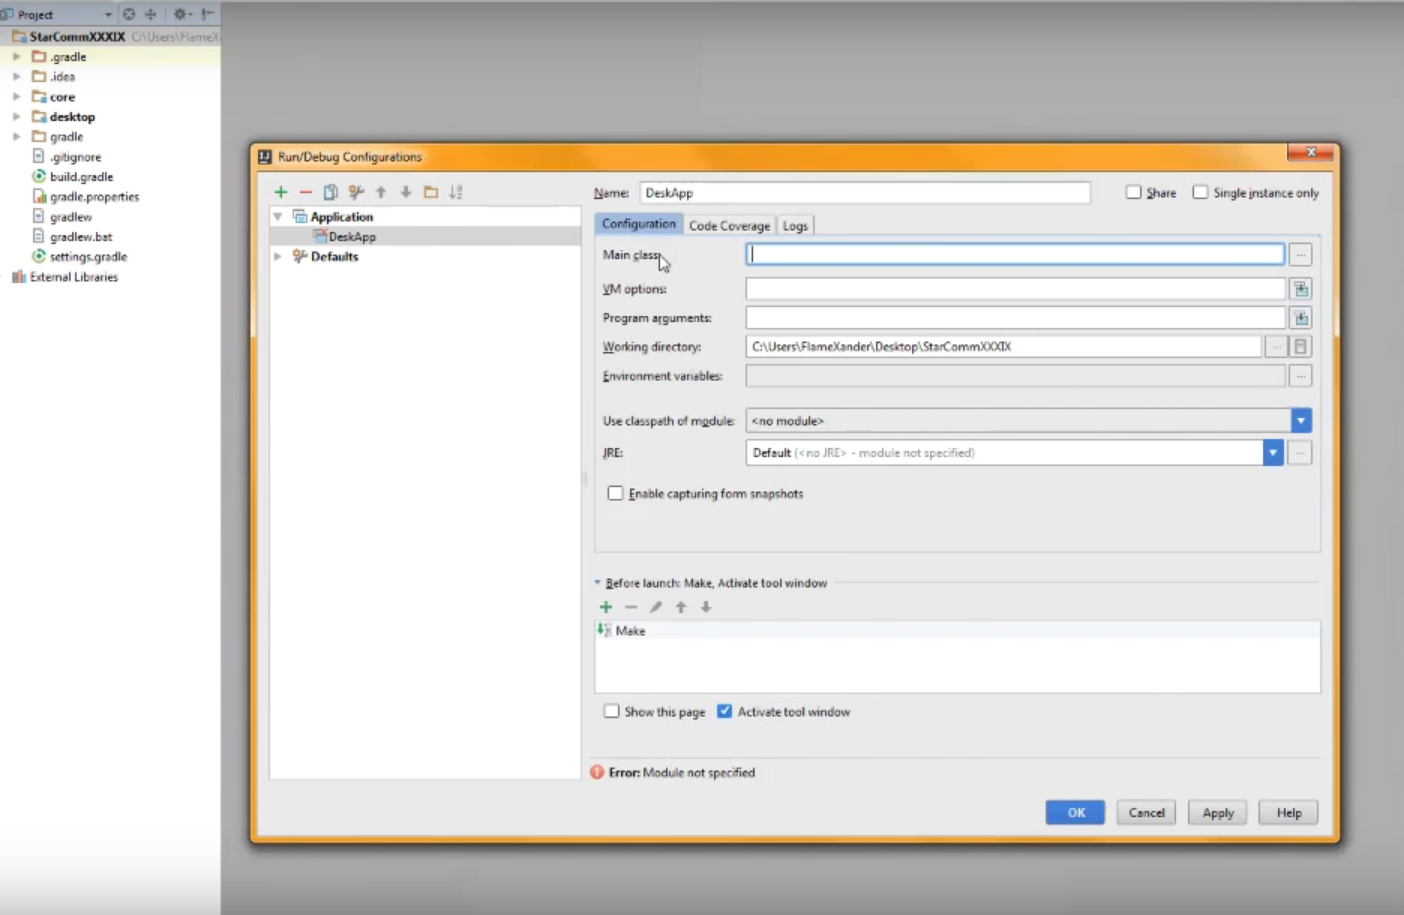 Project
StarCommXXXIX C:\Users\FlameX
.gradle
.idea
core
desktop
gradle
.gitignore
build.gradle
gradle.properties
gradlew
gradlew.bat
settings.gradle
External Libraries
Run/Debug Configurations
Application
DeskApp
Defaults
Name: DeskApp Share Single instance only
Configuration Code Coverage Logs
Main class:
VM options:
Program arguments:
Working directory: C:\Users\FlameXander\Desktop\StarCommXXXIX
Environment variables:
Use classpath of module: <no module>
JRE: Default (<no JRE> - module not specified)
Enable capturing form snapshots
Before launch: Make, Activate tool window
Make
Show this page Activate tool window
Error: Module not specified
OK Cancel Apply Help